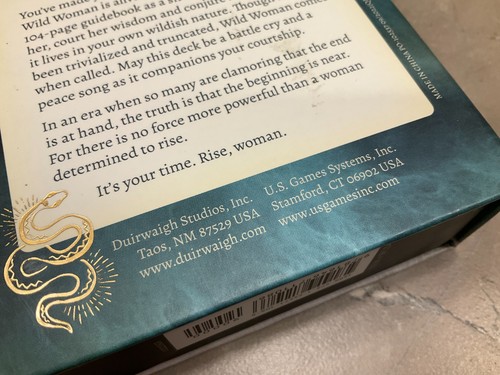 You've made
Wild Woman is
104-page guidebook as a
her, court her wisdom and conjure
it lives in your own wildish nature. Though
been trivialized and truncated, Wild Woman comes
when called. May this deck be a battle cry and a
peace song as it companions your courtship.
In an era when so many are clamoring that the end
is at hand, the truth is that the beginning is near.
For there is no force more powerful than a woman
determined to rise.
It's your time. Rise, woman.
Duirwaigh Studios, Inc.
Taos, NM 87529 USA
www.duirwaigh.com
U.S. Games Systems, Inc.
Stamford, CT 06902 USA
www.usgamesinc.com
MADE IN CHINA